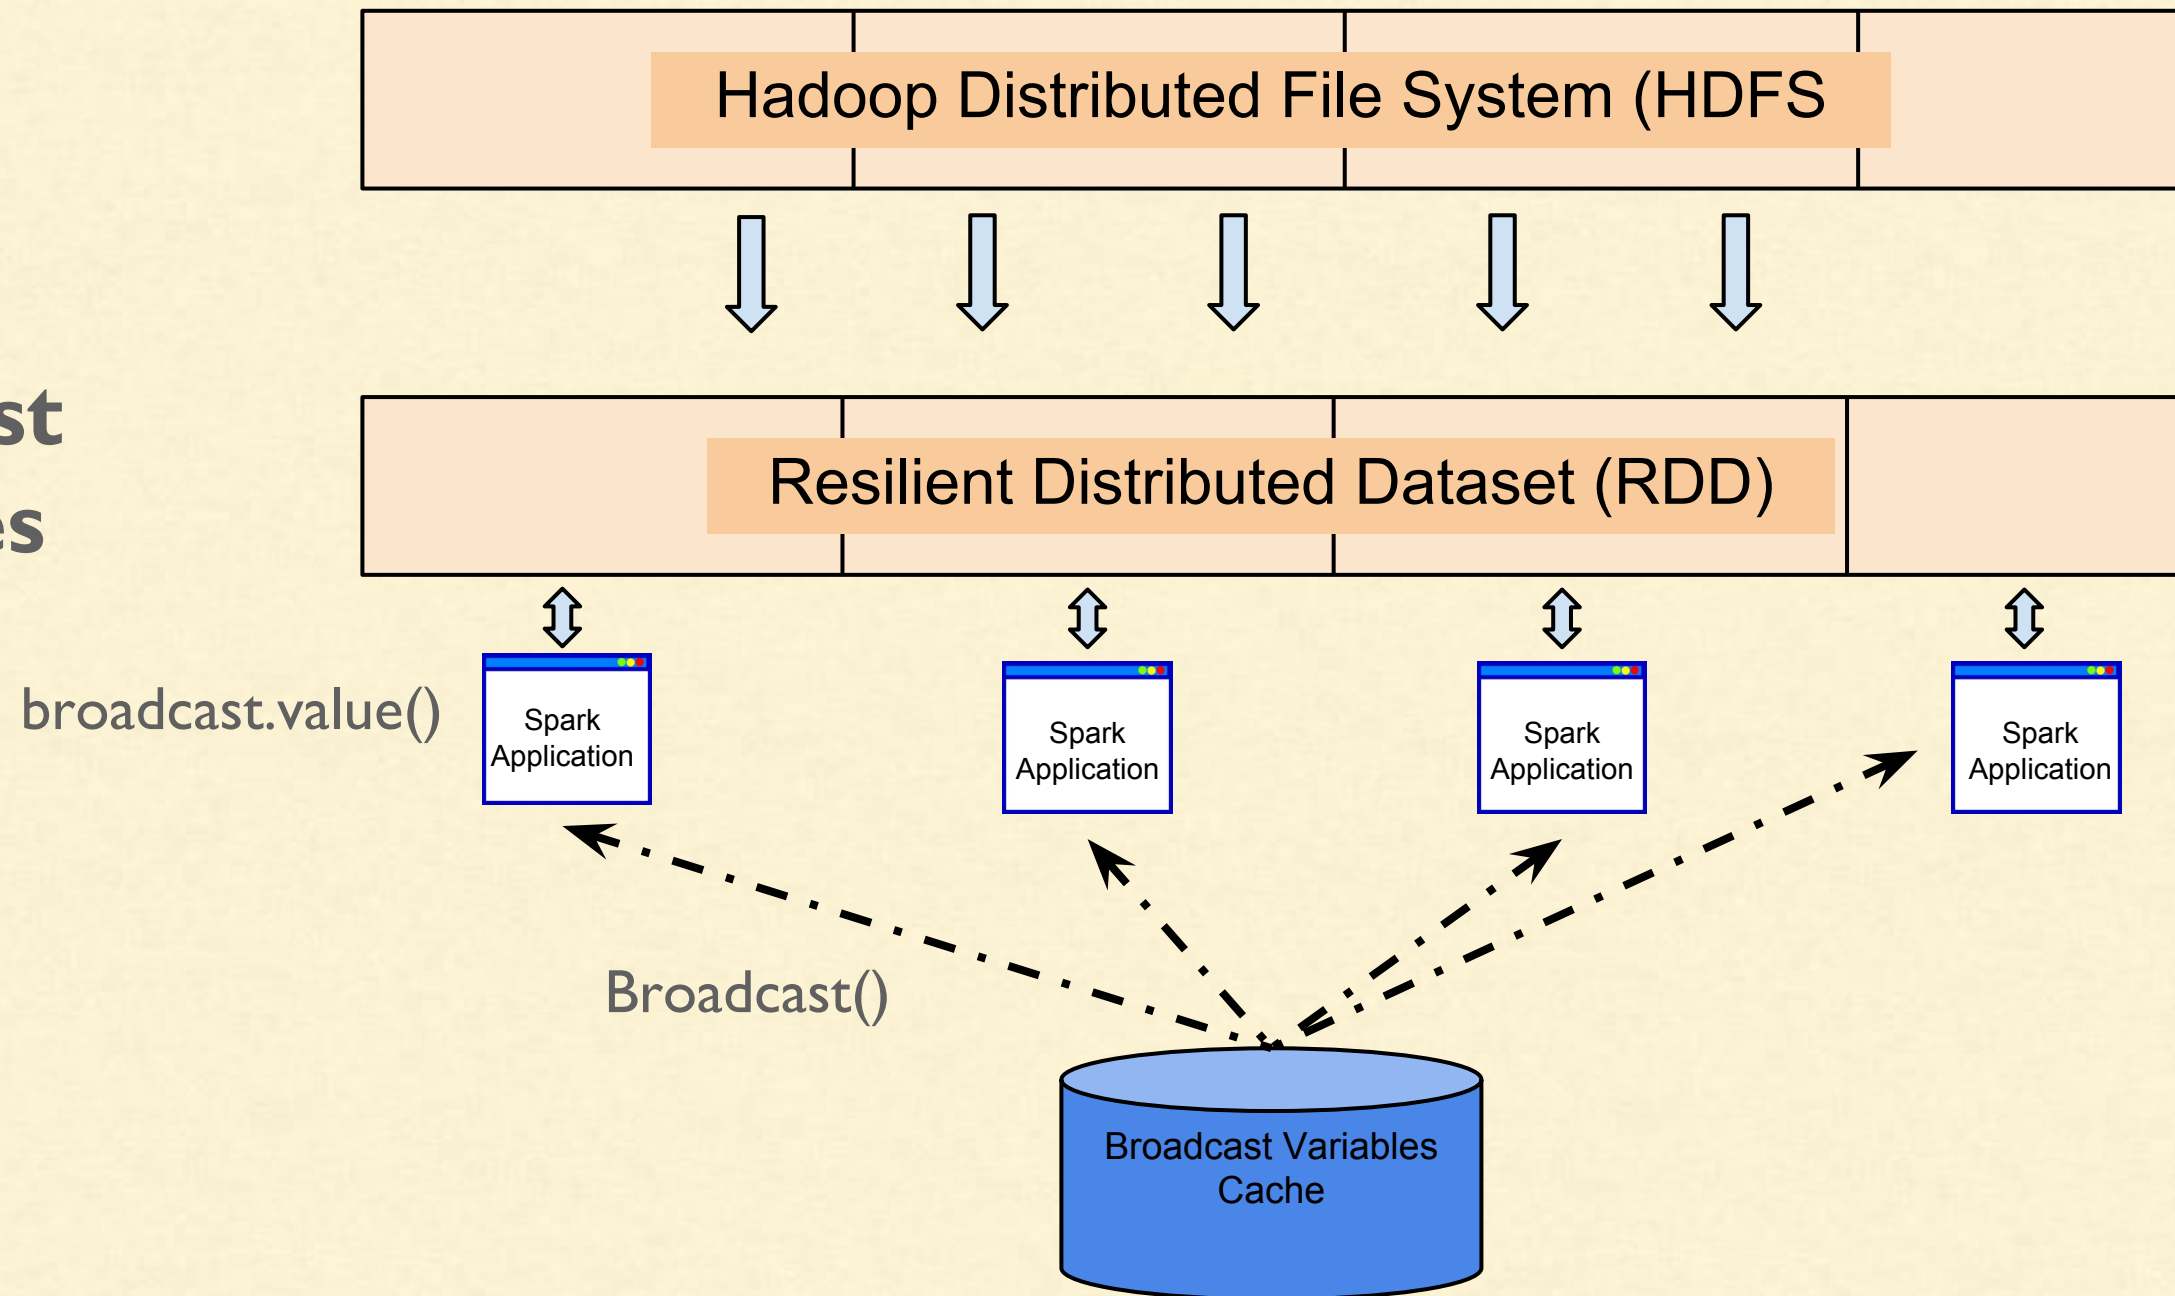 Hadoop Distributed File System (HDFS
st
es
Resilient Distributed Dataset (RDD)
broadcast.value()
Spark
Application
Spark
Application
Spark
Application
Spark
Application
Broadcast()
Broadcast Variables
Cache